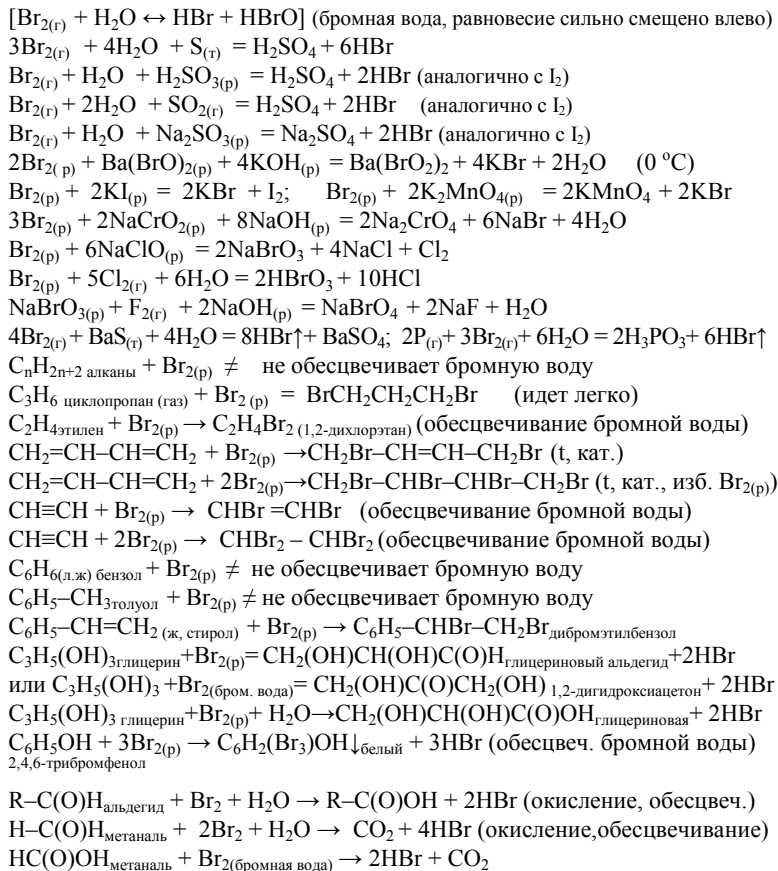 [Br₂₍г₎ + H₂O ↔ HBr + HBrO] (бромная вода, равновесие сильно смещено влево)
3Br₂₍г₎ + 4H₂O + S₍т₎ = H₂SO₄ + 6HBr
Br₂₍г₎ + H₂O + H₂SO₃₍р₎ = H₂SO₄ + 2HBr (аналогично с I₂)
Br₂₍г₎ + 2H₂O + SO₂₍г₎ = H₂SO₄ + 2HBr (аналогично с I₂)
Br₂₍г₎ + H₂O + Na₂SO₃₍р₎ = Na₂SO₄ + 2HBr (аналогично с I₂)
2Br₂₍ р₎ + Ba(BrO)₂₍р₎ + 4KOH₍р₎ = Ba(BrO₂)₂ + 4KBr + 2H₂O (0 °C)
Br₂₍р₎ + 2KI₍р₎ = 2KBr + I₂; Br₂₍р₎ + 2K₂MnO₄₍р₎ = 2KMnO₄ + 2KBr
3Br₂₍р₎ + 2NaCrO₂₍р₎ + 8NaOH₍р₎ = 2Na₂CrO₄ + 6NaBr + 4H₂O
Br₂₍р₎ + 6NaClO₍р₎ = 2NaBrO₃ + 4NaCl + Cl₂
Br₂₍р₎ + 5Cl₂₍г₎ + 6H₂O = 2HBrO₃ + 10HCl
NaBrO₃₍р₎ + F₂₍г₎ + 2NaOH₍р₎ = NaBrO₄ + 2NaF + H₂O
4Br₂₍г₎ + BaS₍т₎ + 4H₂O = 8HBr↑+ BaSO₄; 2P₍г₎+ 3Br₂₍г₎+ 6H₂O = 2H₃PO₃+ 6HBr↑
CₙH₂ₙ₊₂ алканы + Br₂₍р₎ ≠ не обесцвечивает бромную воду
C₃H₆ циклопропан (газ) + Br₂ ₍р₎ = BrCH₂CH₂CH₂Br (идет легко)
C₂H₄этилен + Br₂₍р₎ → C₂H₄Br₂ (1,2-дихлорэтан) (обесцвечивание бромной воды)
CH₂=CH–CH=CH₂ + Br₂₍р₎ →CH₂Br–CH=CH–CH₂Br (t, кат.)
CH₂=CH–CH=CH₂ + 2Br₂₍р₎→CH₂Br–CHBr–CHBr–CH₂Br (t, кат., изб. Br₂₍р₎)
CH≡CH + Br₂₍р₎ → CHBr =CHBr (обесцвечивание бромной воды)
CH≡CH + 2Br₂₍р₎ → CHBr₂ – CHBr₂ (обесцвечивание бромной воды)
C₆H₆(л.ж) бензол + Br₂₍р₎ ≠ не обесцвечивает бромную воду
C₆H₅–CH₃толуол + Br₂₍р₎ ≠ не обесцвечивает бромную воду
C₆H₅–CH=CH₂ (ж, стирол) + Br₂₍р₎ → C₆H₅–CHBr–CH₂Brдибромэтилбензол
C₃H₅(OH)₃глицерин+Br₂₍р₎= CH₂(OH)CH(OH)C(O)Hглицериновый альдегид+2HBr
или C₃H₅(OH)₃ +Br₂(бром. вода)= CH₂(OH)C(O)CH₂(OH) 1,2-дигидроксиацетон+ 2HBr
C₃H₅(OH)₃ глицерин+Br₂₍р₎+ H₂O→CH₂(OH)CH(OH)C(O)OHглицериновая+ 2HBr
C₆H₅OH + 3Br₂₍р₎ → C₆H₂(Br₃)OH↓белый + 3HBr (обесцвеч. бромной воды)
2,4,6-трибромфенол
R–C(O)Hальдегид + Br₂ + H₂O → R–C(O)OH + 2HBr (окисление, обесцвеч.)
H–C(O)Hметаналь + 2Br₂ + H₂O → CO₂ + 4HBr (окисление,обесцвечивание)
HC(O)OHметаналь + Br₂(бромная вода) → 2HBr + CO₂